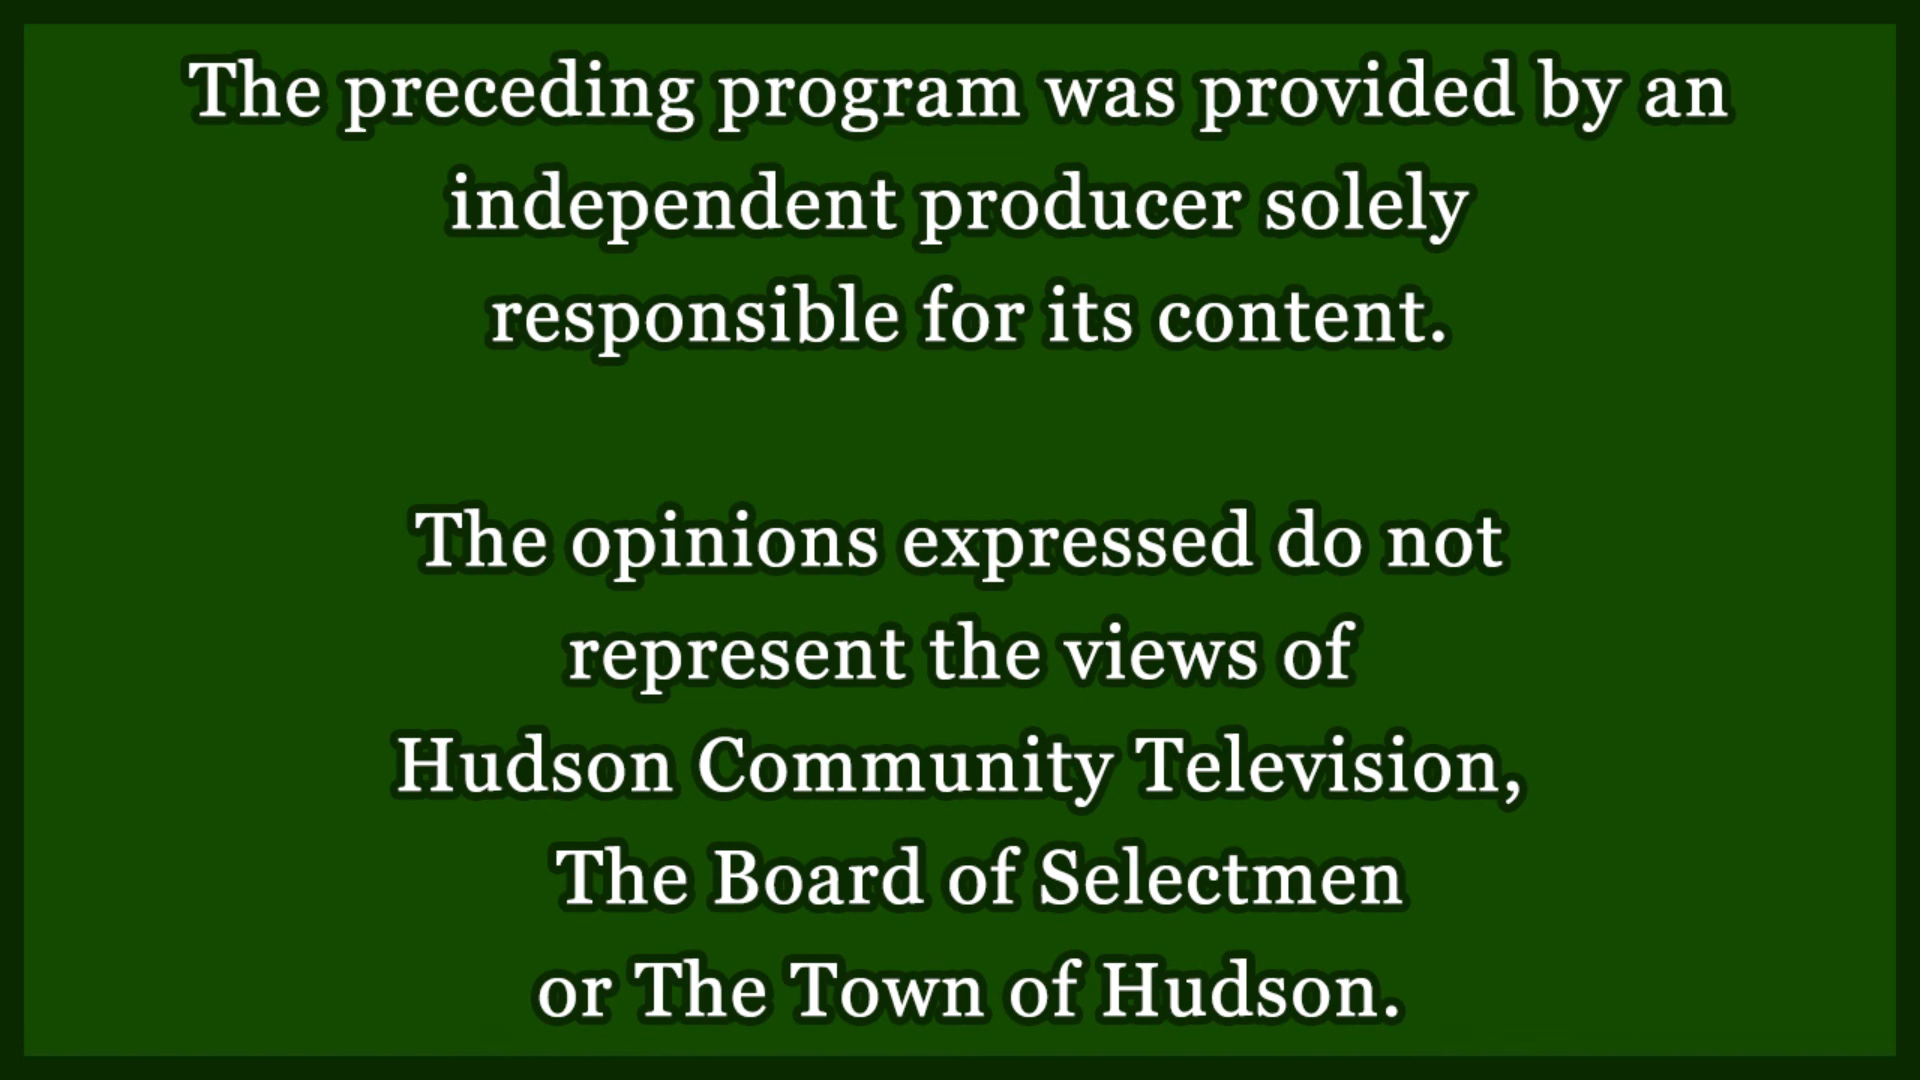 The preceding program was provided by an
independent producer solely
responsible for its content.
The opinions expressed do not
represent the views of
Hudson Community Television,
The Board of Selectmen
or The Town of Hudson.